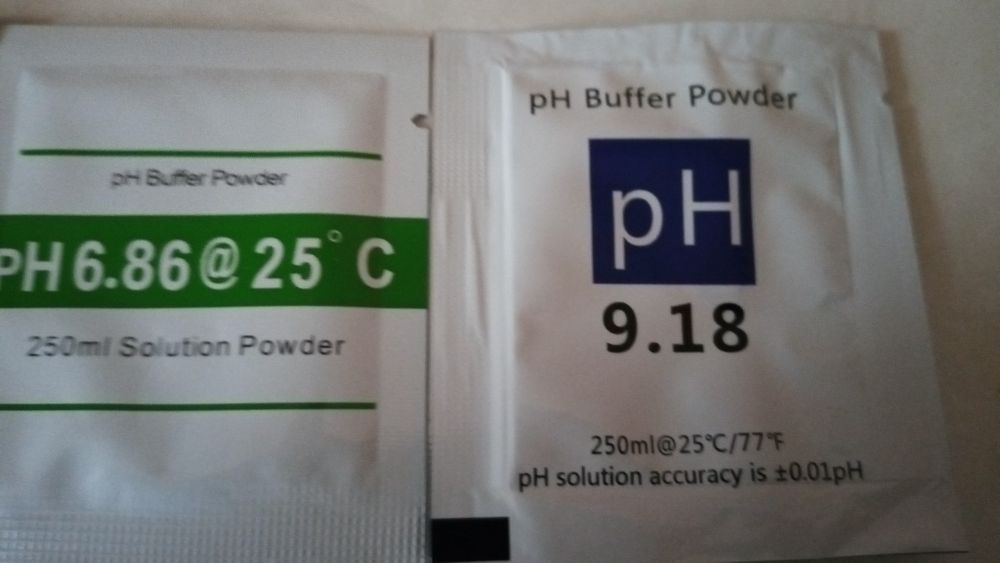 pH Buffer Powder
PH 6.86 @ 25°C
250ml Solution Powder
pH Buffer Powder
pH
9.18
250ml@25℃/77℉
pH solution accuracy is ±0.01pH